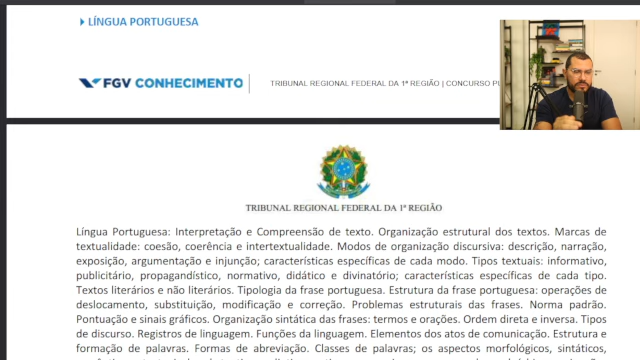 LÍNGUA PORTUGUESA
FGV CONHECIMENTO
TRIBUNAL REGIONAL FEDERAL DA 1ª REGIÃO | CONCURSO
TRIBUNAL REGIONAL FEDERAL DA 1ª REGIÃO
Língua Portuguesa: Interpretação e Compreensão de texto. Organização estrutural dos textos. Marcas de
textualidade: coesão, coerência e intertextualidade. Modos de organização discursiva: descrição, narração,
exposição, argumentação e injunção; características específicas de cada modo. Tipos textuais: informativo,
publicitário, propagandístico, normativo, didático e divinatório; características específicas de cada tipo.
Textos literários e não literários. Tipologia da frase portuguesa. Estrutura da frase portuguesa: operações de
deslocamento, substituição, modificação e correção. Problemas estruturais das frases. Norma padrão.
Pontuação e sinais gráficos. Organização sintática das frases: termos e orações. Ordem direta e inversa. Tipos
de discurso. Registros de linguagem. Funções da linguagem. Elementos dos atos de comunicação. Estrutura e
formação de palavras. Formas de abreviação. Classes de palavras; os aspectos morfológicos, sintáticos,